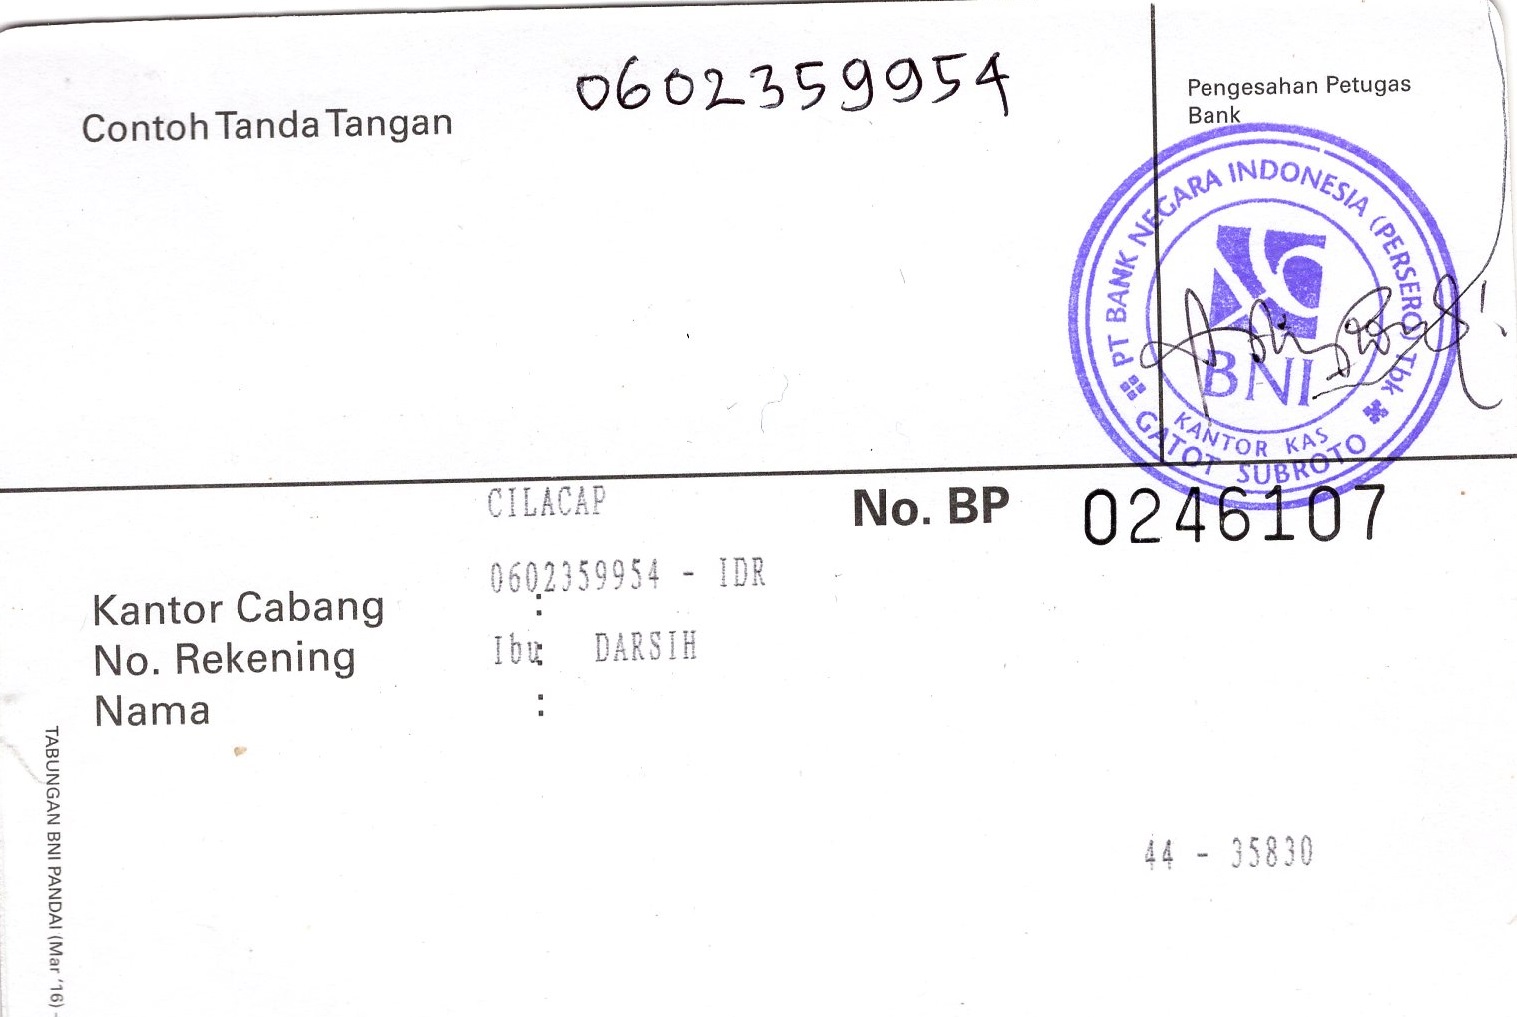 0602359954
Contoh Tanda Tangan
Pengesahan Petugas
Bank
PT BANK NEGARA INDONESIA (PERSERO) Tbk
BNI
KANTOR KAS
GATOT SUBROTO
CILACAP
No. BP 0246107
0602359954 - IDR
Kantor Cabang :
Ibu DARSIH
No. Rekening :
Nama :
44 - 35830
TABUNGAN BNI PANDAI (Mar '16) -